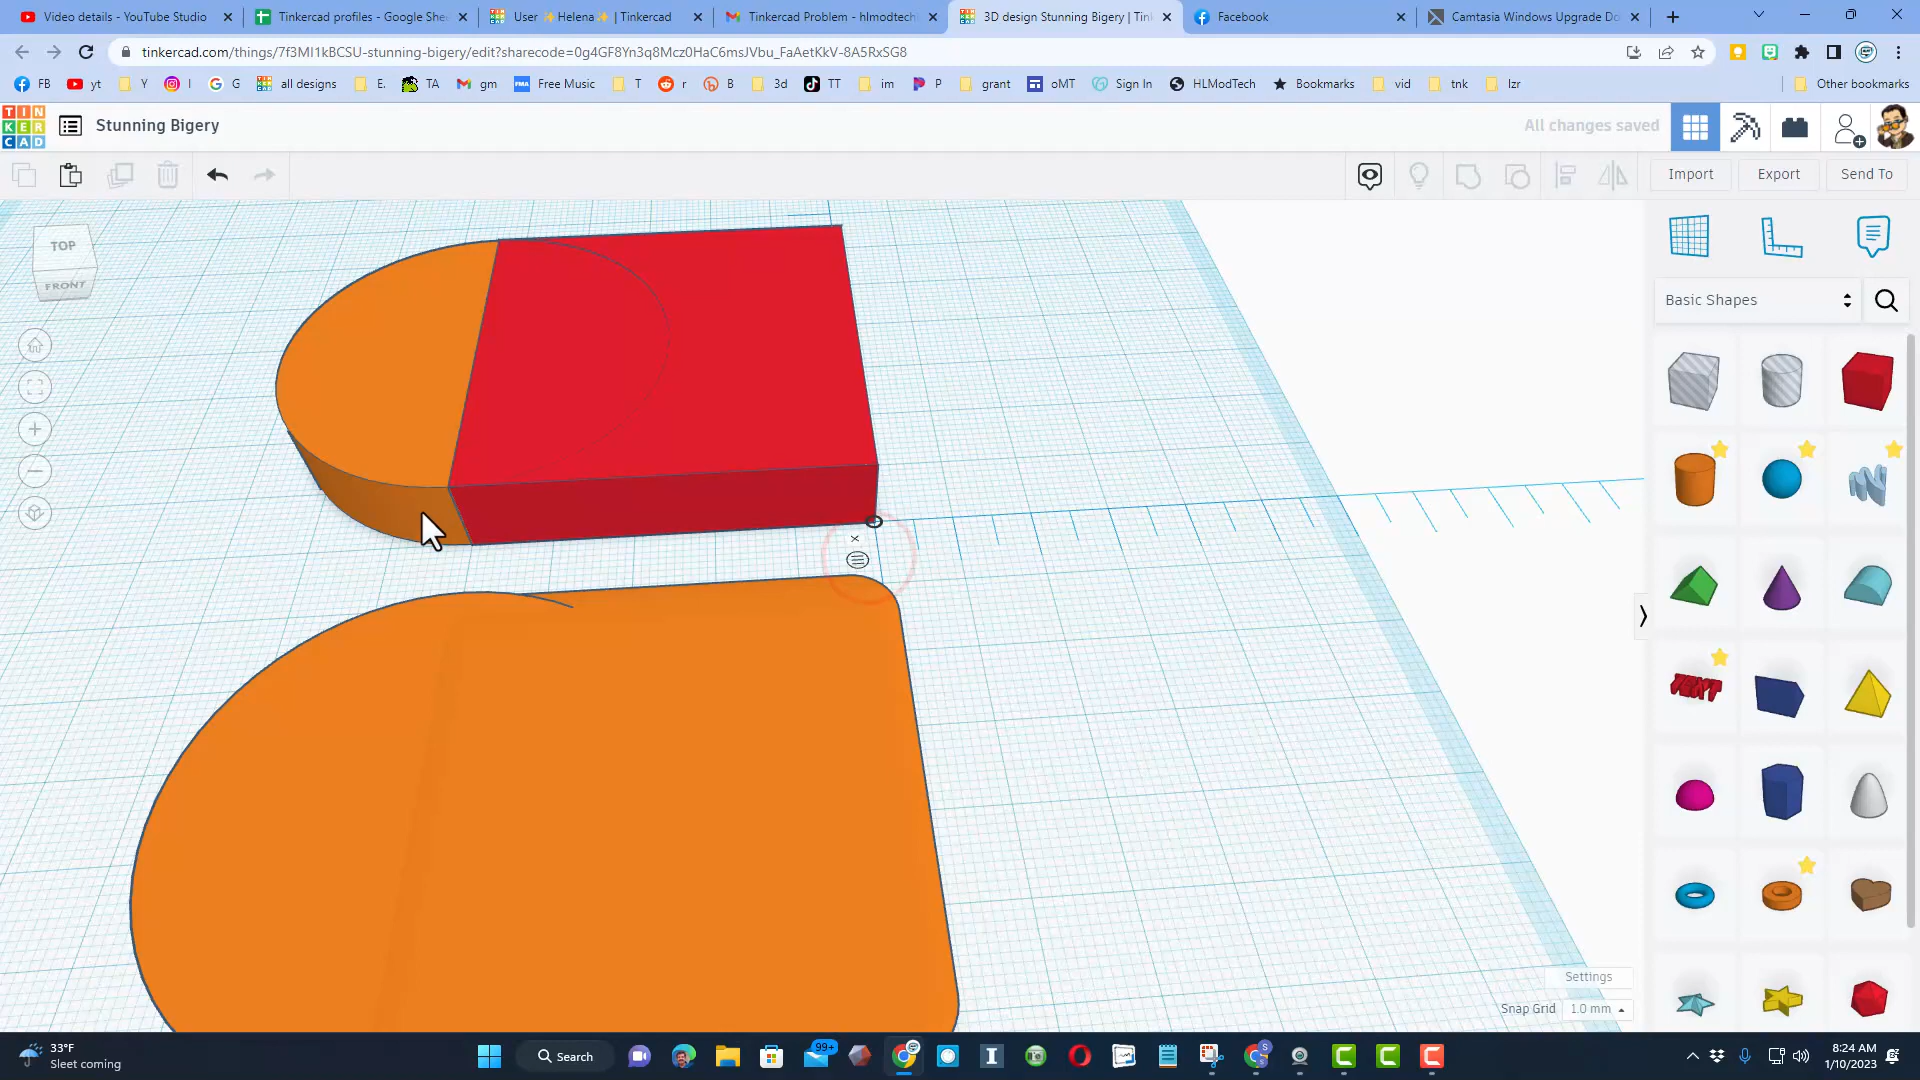 Video details - YouTube Studio
Tinkercad profiles - Google She
User ✨Helena✨ | Tinkercad
Tinkercad Problem - hlmodtech
3D design Stunning Bigery | Tin
Facebook
Camtasia Windows Upgrade Do
tinkercad.com/things/7f3MI1kBCSU-stunning-bigery/edit?sharecode=0g4GF8Yn3q8Mcz0HaC6msJVbu_FaAetKkV-8A5RxSG8
FB yt Y I G all designs E. TA gm Free Music T r B 3d TT im P grant oMT Sign In HLModTech Bookmarks vid tnk lzr Other bookmarks
TIN
KER
CAD
Stunning Bigery
All changes saved
Import
Export
Send To
TOP
FRONT
Basic Shapes
TEXT
Settings
Snap Grid 1.0 mm
33°F
Sleet coming
Search
99+
8:24 AM
1/10/2023